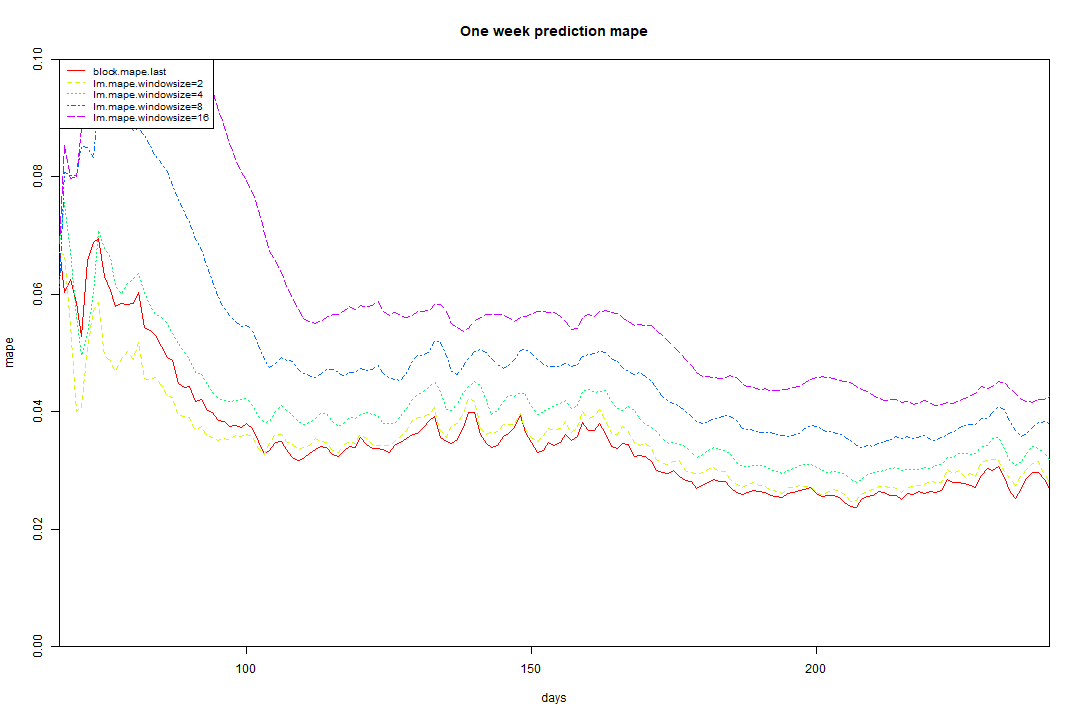 One week prediction mape
0.10
block.mape.last
lm.mape.windowsize=2
lm.mape.windowsize=4
lm.mape.windowsize=8
lm.mape.windowsize=16
0.08
0.06
mape
0.04
0.02
0.00
100
150
200
days